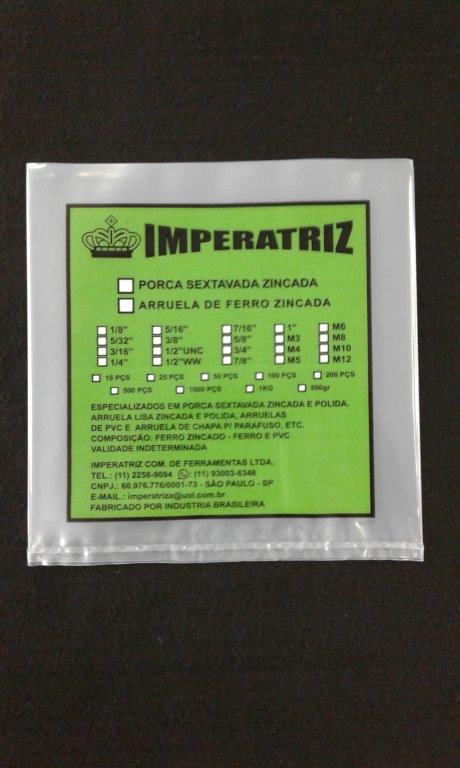 IMPERATRIZ
PORCA SEXTAVADA ZINCADA
ARRUELA DE FERRO ZINCADA
1/8" 5/16" 7/16" 1" M6
5/32" 3/8" 5/8" M3 M8
3/16" 1/2"UNC 3/4" M4 M10
1/4" 1/2"WW 7/8" M5 M12
10 PÇS 25 PÇS 50 PÇS 100 PÇS 200 PÇS
500 PÇS 1000 PÇS 1KG 500gr
ESPECIALIZADOS EM PORCA SEXTAVADA ZINCADA E POLIDA.
ARRUELA LISA ZINCADA E POLIDA, ARRUELAS
DE PVC E ARRUELA DE CHAPA P/ PARAFUSO, ETC.
COMPOSIÇÃO: FERRO ZINCADO - FERRO E PVC
VALIDADE INDETERMINADA
IMPERATRIZ COM. DE FERRAMENTAS LTDA.
TEL.: (11) 2258-9094 : (11) 93003-8348
CNPJ.: 60.976.776/0001-73 - SÃO PAULO - SP
E-MAIL.: imperatriza@uol.com.br
FABRICADO POR INDUSTRIA BRASILEIRA